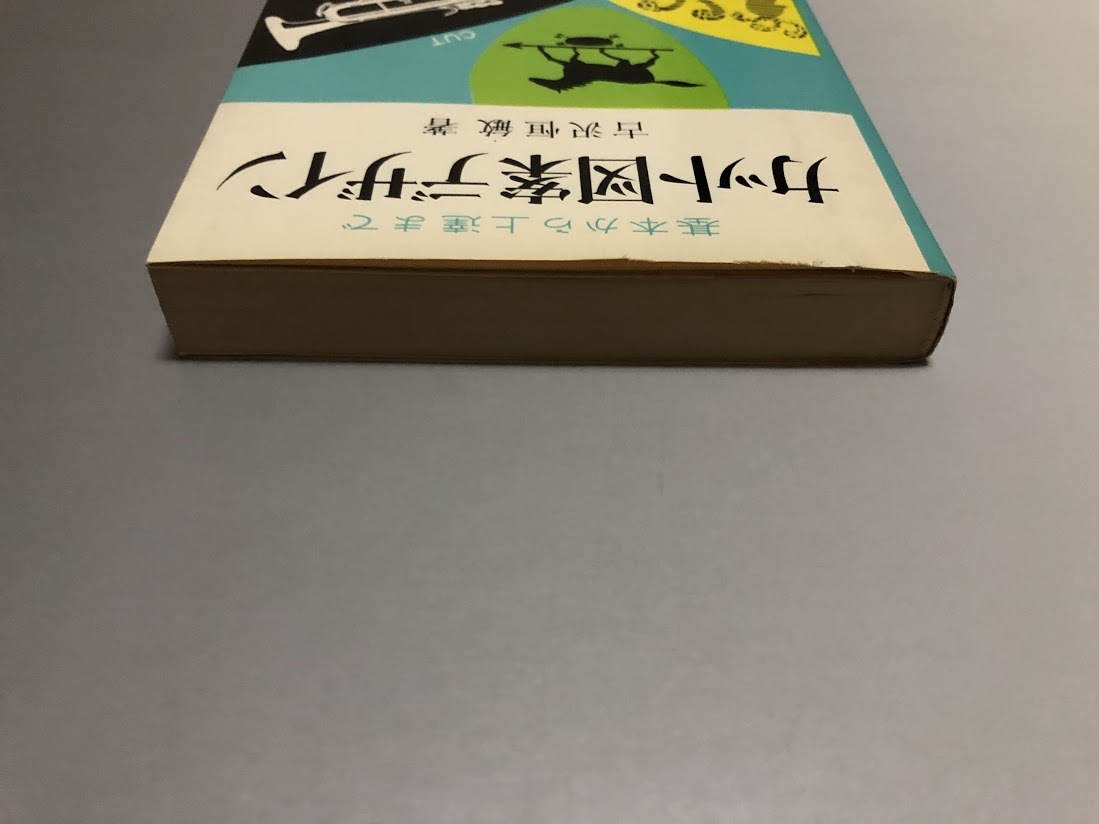 基本から上達まで
カット図案デザイン
古沢恒敏 著
CUT